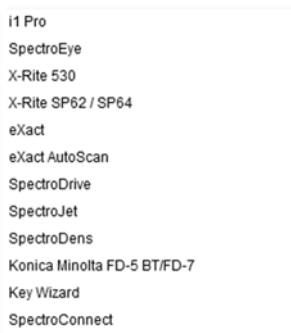 i1 Pro
SpectroEye
X-Rite 530
X-Rite SP62 / SP64
eXact
eXact AutoScan
SpectroDrive
SpectroJet
SpectroDens
Konica Minolta FD-5 BT/FD-7
Key Wizard
SpectroConnect